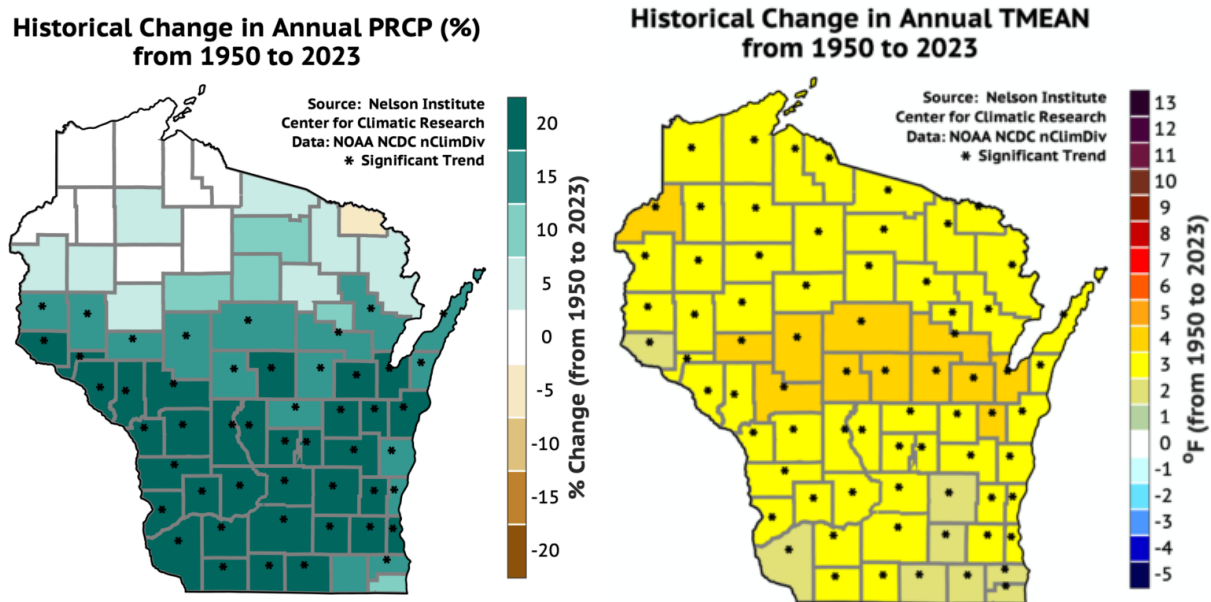 Historical Change in Annual PRCP (%)
from 1950 to 2023
Source: Nelson Institute
Center for Climatic Research
Data: NOAA NCDC nClimDiv
* Significant Trend
20
15
10
5
0
-5
-10
-15
-20
% Change (from 1950 to 2023)
Historical Change in Annual TMEAN
from 1950 to 2023
Source: Nelson Institute
Center for Climatic Research
Data: NOAA NCDC nClimDiv
* Significant Trend
13
12
11
10
9
8
7
6
5
4
3
2
1
0
-1
-2
-3
-4
-5
°F (from 1950 to 2023)